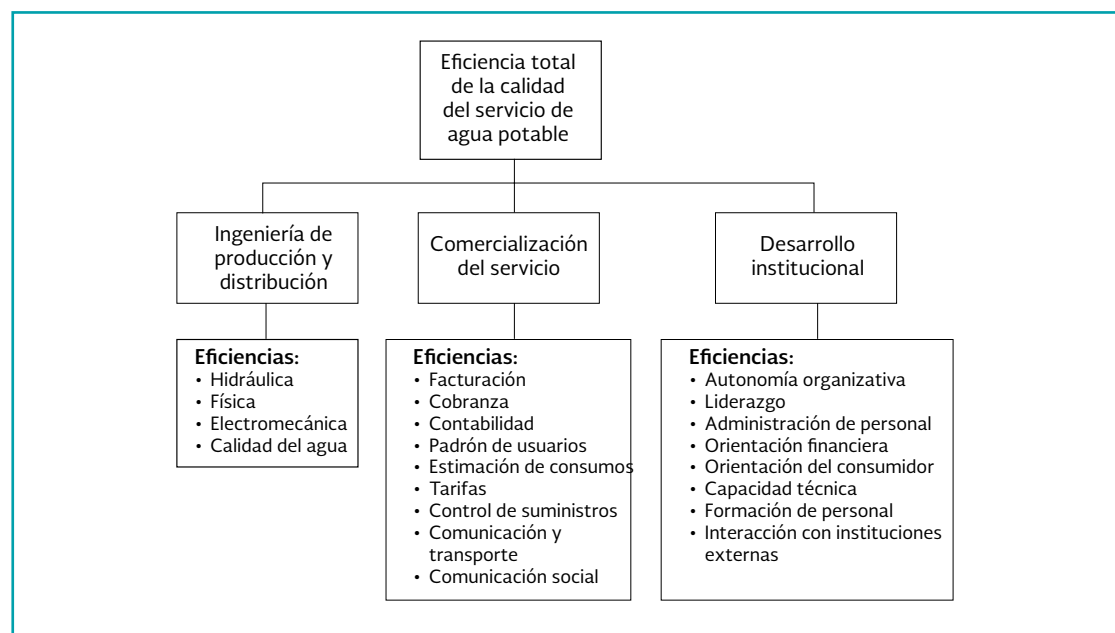 Eficiencia total
de la calidad
del servicio de
agua potable
Ingeniería de
producción y
distribución
Comercialización
del servicio
Desarrollo
institucional
Eficiencias:
• Hidráulica
• Física
• Electromecánica
• Calidad del agua
Eficiencias:
• Facturación
• Cobranza
• Contabilidad
• Padrón de usuarios
• Estimación de consumos
• Tarifas
• Control de suministros
• Comunicación y
transporte
• Comunicación social
Eficiencias:
• Autonomía organizativa
• Liderazgo
• Administración de personal
• Orientación financiera
• Orientación del consumidor
• Capacidad técnica
• Formación de personal
• Interacción con instituciones
externas